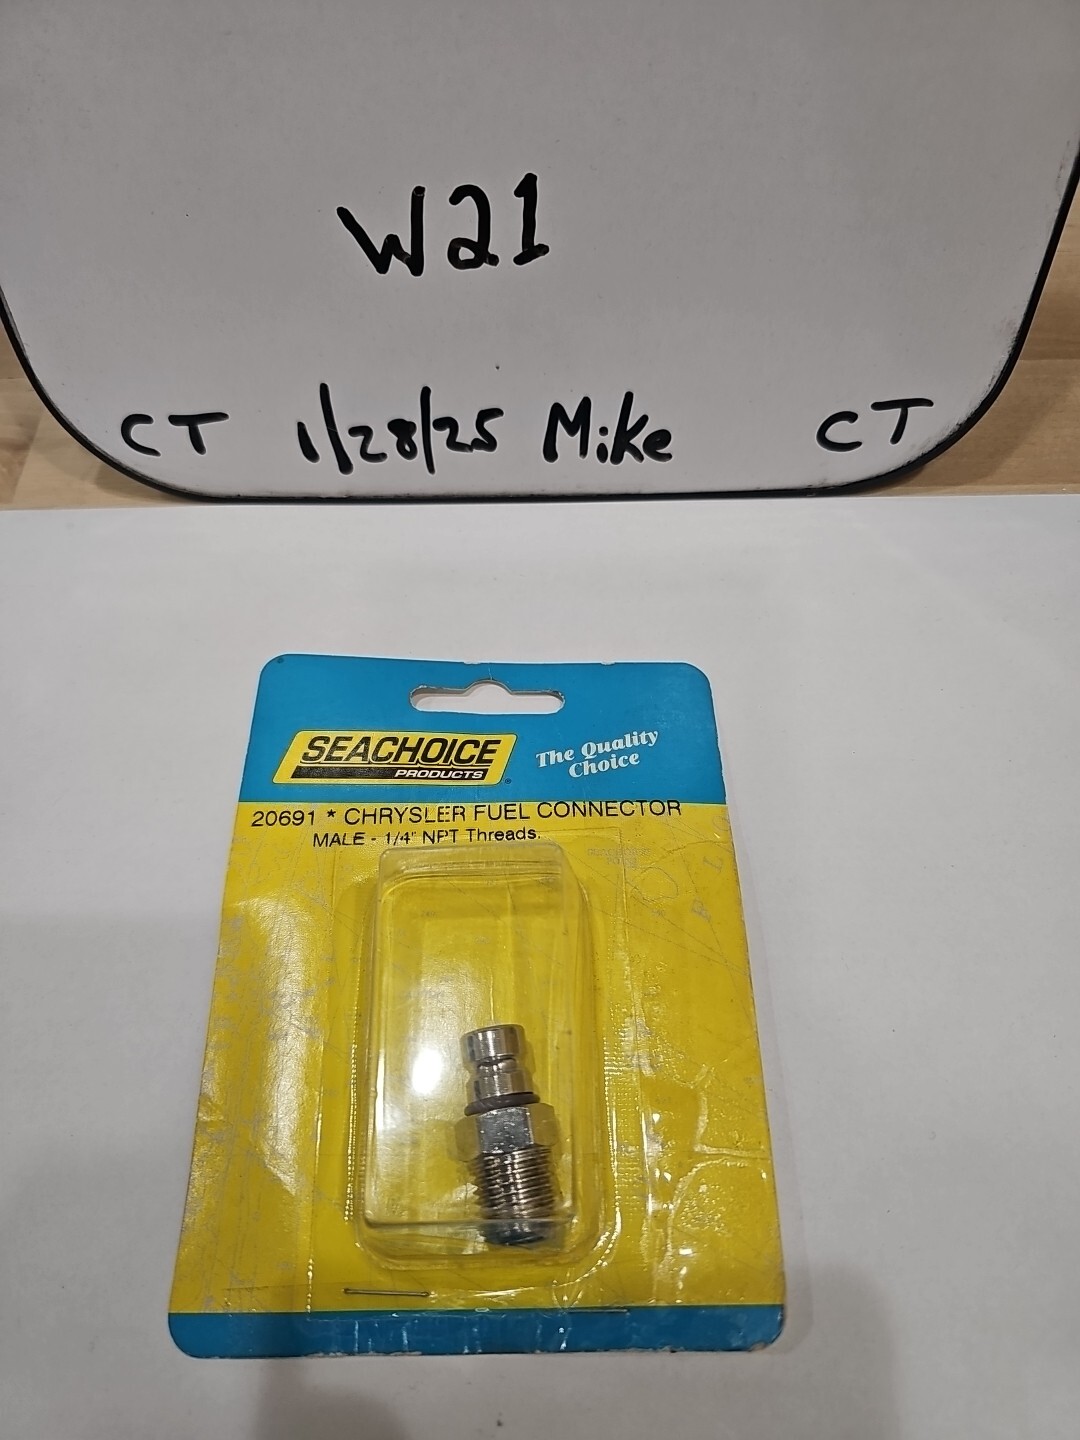 W21
CT 1/28/25 Mike CT
SEACHOICE
PRODUCTS
The Quality
Choice
20691 * CHRYSLER FUEL CONNECTOR
MALE - 1/4" NPT Threads.